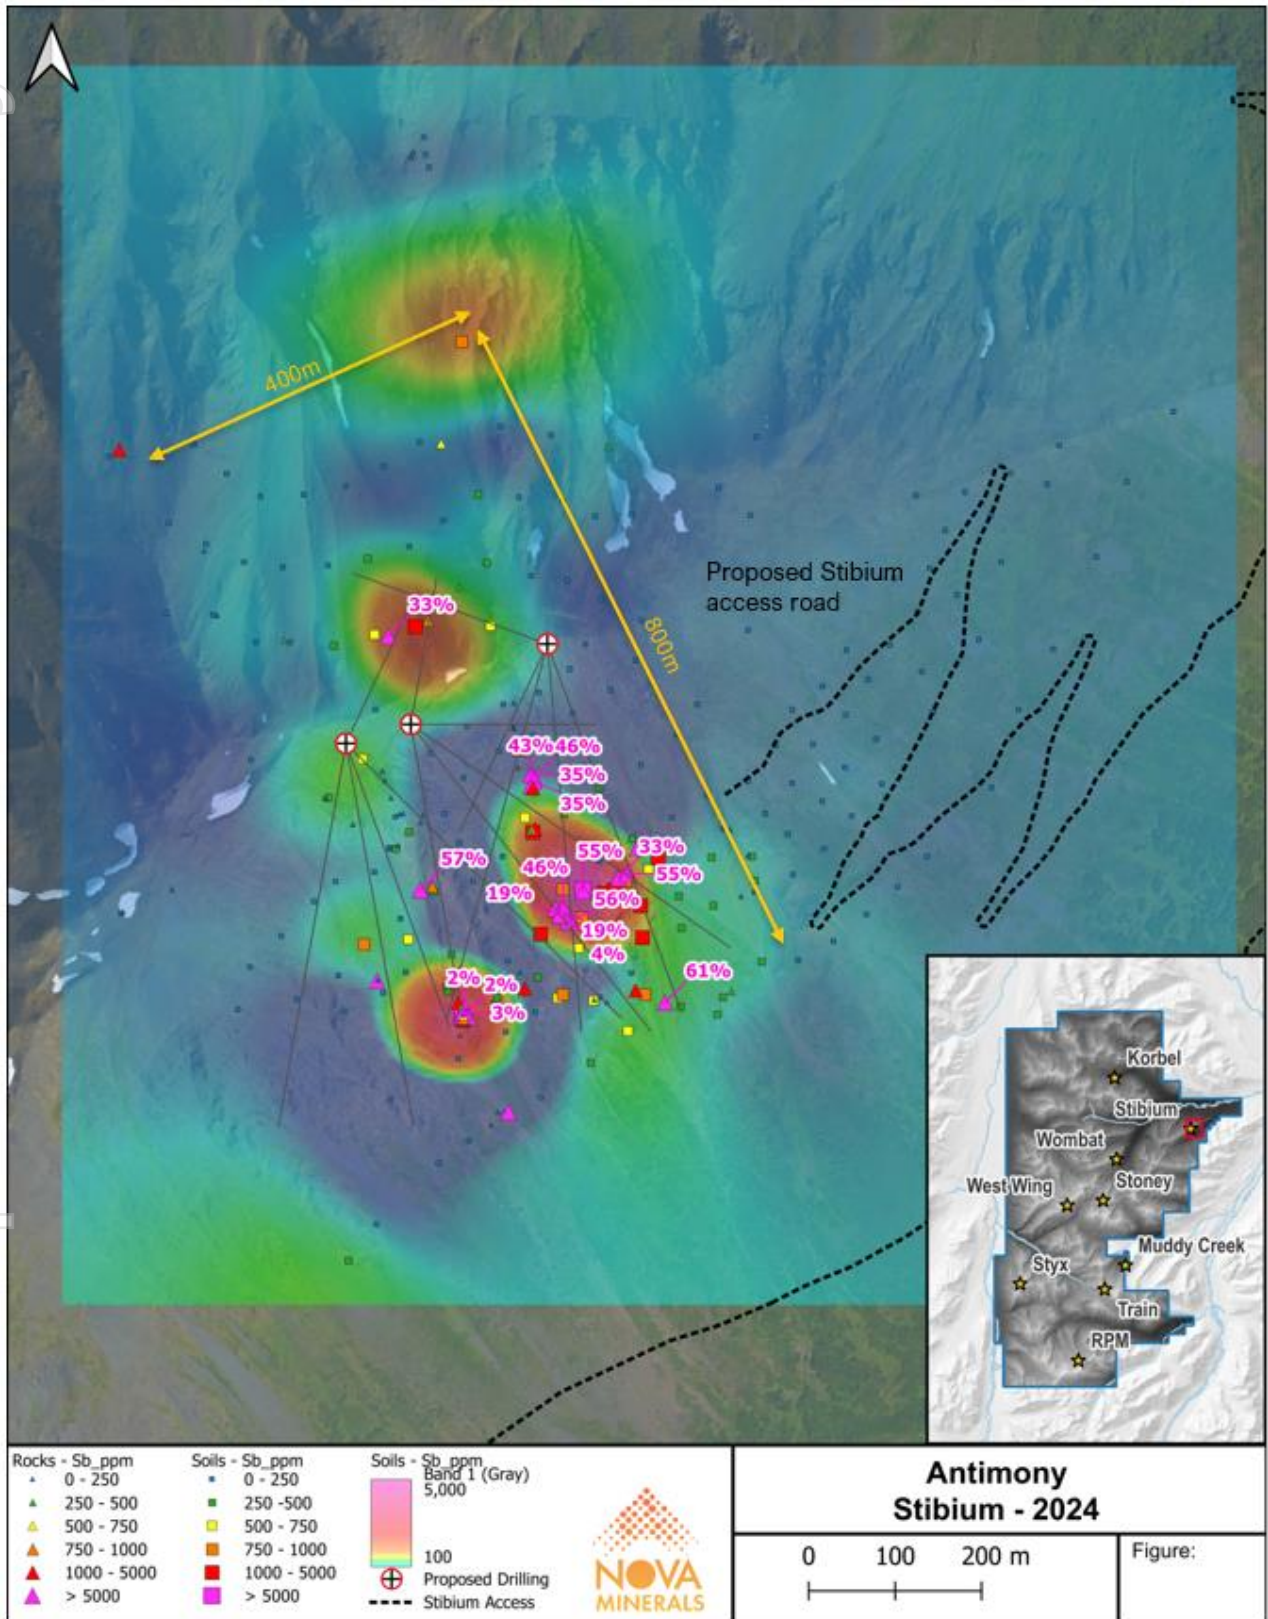 400m
33%
Proposed Stibium
access road
800m
43% 46%
35%
35%
57%
55%
33%
46%
55%
19%
56%
19%
4%
61%
2%
2%
3%
Korbel
Stibium
Wombat
Stoney
West Wing
Muddy Creek
Styx
Train
RPM
Rocks - Sb_ppm
0 - 250
250 - 500
500 - 750
750 - 1000
1000 - 5000
> 5000
Soils - Sb_ppm
0 - 250
250 -500
500 - 750
750 - 1000
1000 - 5000
> 5000
Soils - Sb_ppm
Band 1 (Gray)
5,000
100
Proposed Drilling
Stibium Access
NOVA
MINERALS
Antimony
Stibium - 2024
0 100 200 m
Figure: